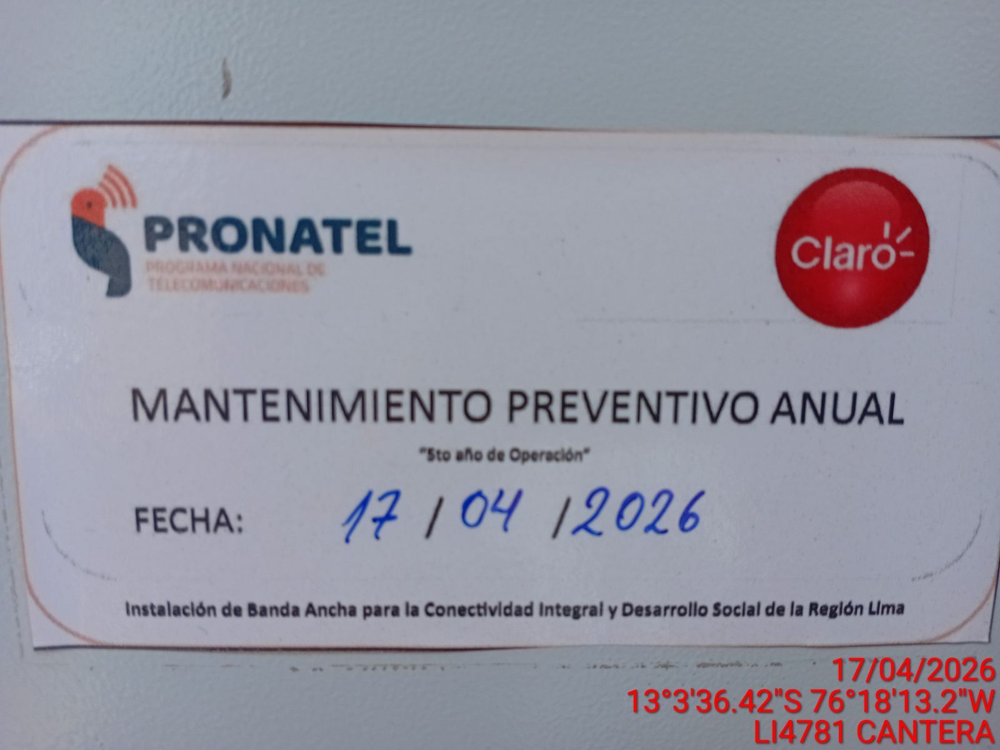 PRONATEL
PROGRAMA NACIONAL DE
TELECOMUNICACIONES
Claro
MANTENIMIENTO PREVENTIVO ANUAL
"5to año de Operación"
FECHA: 17 / 04 / 2026
Instalación de Banda Ancha para la Conectividad Integral y Desarrollo Social de la Región Lima
17/04/2026
13°3'36.42"S 76°18'13.2"W
LI4781 CANTERA